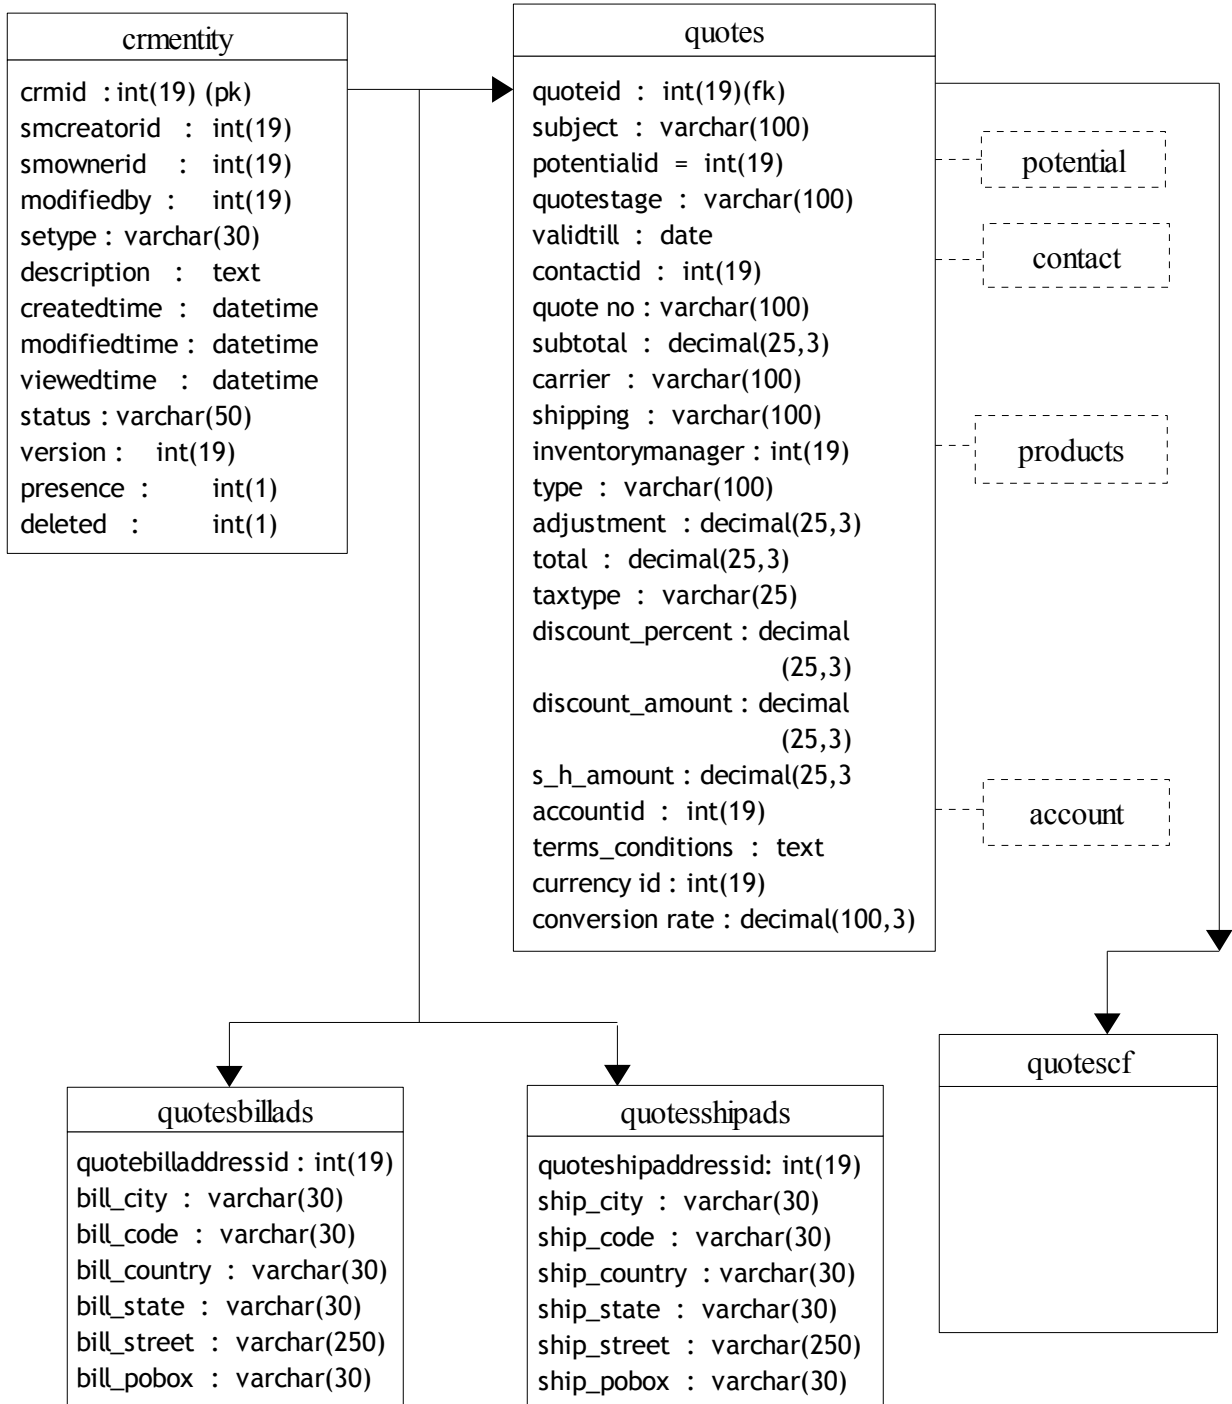 crmentity
crmid : int(19) (pk)
smcreatorid : int(19)
smownerid : int(19)
modifiedby : int(19)
setype : varchar(30)
description : text
createdtime : datetime
modifiedtime : datetime
viewedtime : datetime
status : varchar(50)
version : int(19)
presence : int(1)
deleted : int(1)
quotes
quoteid : int(19)(fk)
subject : varchar(100)
potentialid = int(19)
quotestage : varchar(100)
validtill : date
contactid : int(19)
quote no : varchar(100)
subtotal : decimal(25,3)
carrier : varchar(100)
shipping : varchar(100)
inventorymanager : int(19)
type : varchar(100)
adjustment : decimal(25,3)
total : decimal(25,3)
taxtype : varchar(25)
discount_percent : decimal
(25,3)
discount_amount : decimal
(25,3)
s_h_amount : decimal(25,3
accountid : int(19)
terms_conditions : text
currency id : int(19)
conversion rate : decimal(100,3)
potential
contact
products
account
quotesbillads
quotebilladdressid : int(19)
bill_city : varchar(30)
bill_code : varchar(30)
bill_country : varchar(30)
bill_state : varchar(30)
bill_street : varchar(250)
bill_pobox : varchar(30)
quotesshipads
quoteshipaddressid: int(19)
ship_city : varchar(30)
ship_code : varchar(30)
ship_country : varchar(30)
ship_state : varchar(30)
ship_street : varchar(250)
ship_pobox : varchar(30)
quotescf